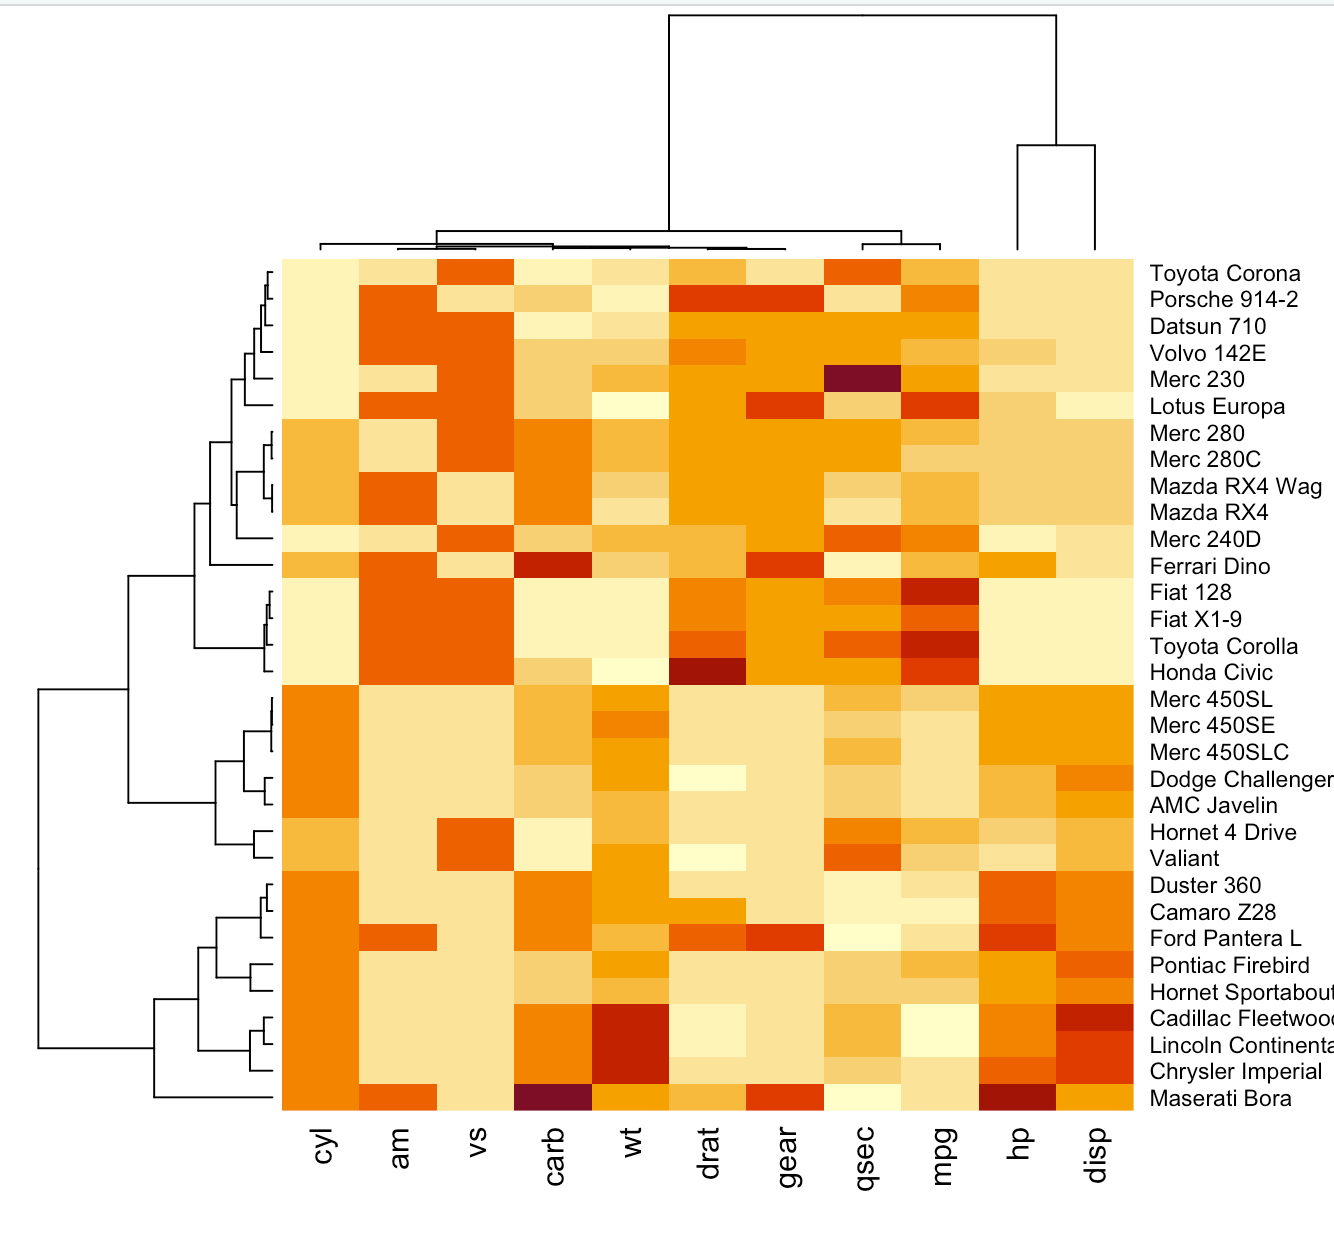 Toyota Corona
Porsche 914-2
Datsun 710
Volvo 142E
Merc 230
Lotus Europa
Merc 280
Merc 280C
Mazda RX4 Wag
Mazda RX4
Merc 240D
Ferrari Dino
Fiat 128
Fiat X1-9
Toyota Corolla
Honda Civic
Merc 450SL
Merc 450SE
Merc 450SLC
Dodge Challenger
AMC Javelin
Hornet 4 Drive
Valiant
Duster 360
Camaro Z28
Ford Pantera L
Pontiac Firebird
Hornet Sportabout
Cadillac Fleetwoo
Lincoln Continenta
Chrysler Imperial
Maserati Bora
cyl
am
vs
carb
wt
drat
gear
qsec
mpg
hp
disp